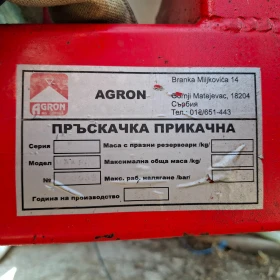 AGRON
AGRON
Branka Miljkovića 14
Gornji Matejevac, 18204
Сърбия
Тел.: 018/651-443
ПРЪСКАЧКА ПРИКАЧНА
Серия
Маса с празни резервоари /kg/
Модел
Максимална обща маса /kg/
№
Макс. раб. налягане /bar/
Година на производство